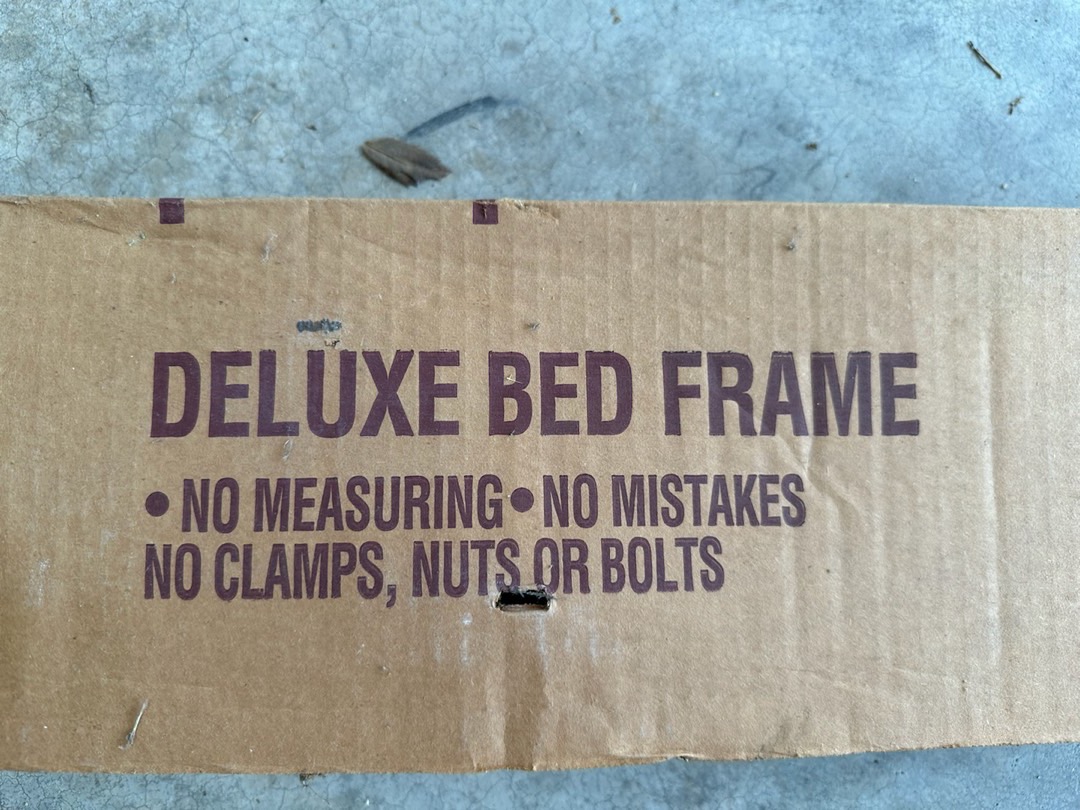 DELUXE BED FRAME
• NO MEASURING • NO MISTAKES
NO CLAMPS, NUTS OR BOLTS